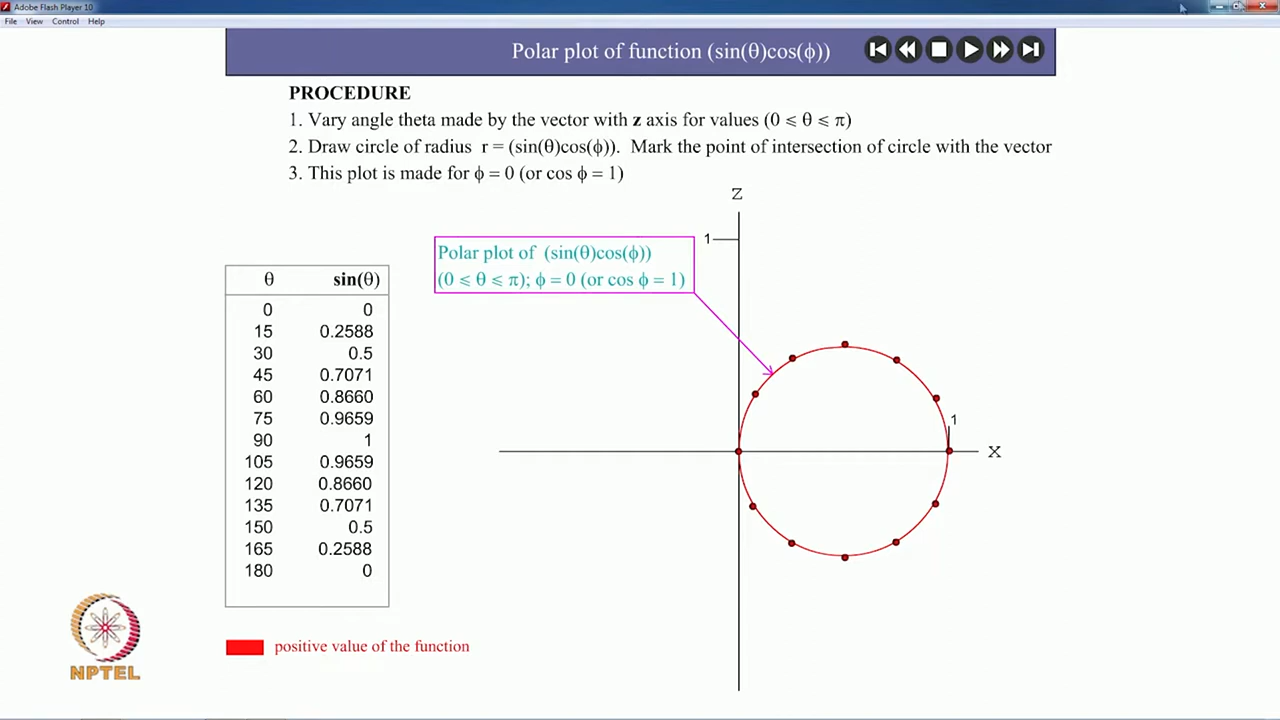 Adobe Flash Player 10
File View Control Help
Polar plot of function (sin(θ)cos(ϕ))
PROCEDURE
1. Vary angle theta made by the vector with z axis for values (0 ⩽ θ ⩽ π)
2. Draw circle of radius r = (sin(θ)cos(ϕ)). Mark the point of intersection of circle with the vector
3. This plot is made for ϕ = 0 (or cos ϕ = 1)
Z
1
Polar plot of (sin(θ)cos(ϕ))
(0 ⩽ θ ⩽ π); ϕ = 0 (or cos ϕ = 1)
θ sin(θ)
0 0
15 0.2588
30 0.5
45 0.7071
60 0.8660
75 0.9659
90 1
105 0.9659
120 0.8660
135 0.7071
150 0.5
165 0.2588
180 0
1
X
positive value of the function
NPTEL